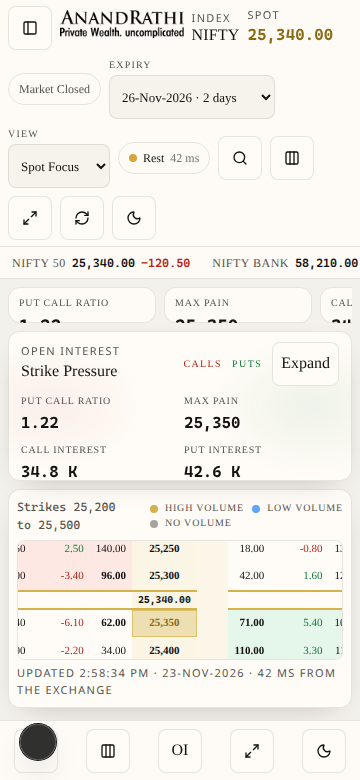 ANANDRATHI
Private Wealth. uncomplicated
INDEX
NIFTY
SPOT
25,340.00
Market Closed
EXPIRY
26-Nov-2026 · 2 days
VIEW
Spot Focus
Rest 42 ms
NIFTY 50 25,340.00 −120.50 NIFTY BANK 58,210.00
PUT CALL RATIO
MAX PAIN
OPEN INTEREST
Strike Pressure
CALLS PUTS
Expand
PUT CALL RATIO
1.22
MAX PAIN
25,350
CALL INTEREST
34.8 K
PUT INTEREST
42.6 K
Strikes 25,200
to 25,500
HIGH VOLUME LOW VOLUME
NO VOLUME
2.50 140.00 25,250 18.00 -0.80
-3.40 96.00 25,300 42.00 1.60
25,340.00
-6.10 62.00 25,350 71.00 5.40
-2.20 34.00 25,400 110.00 3.30
UPDATED 2:58:34 PM · 23-NOV-2026 · 42 MS FROM
THE EXCHANGE
OI